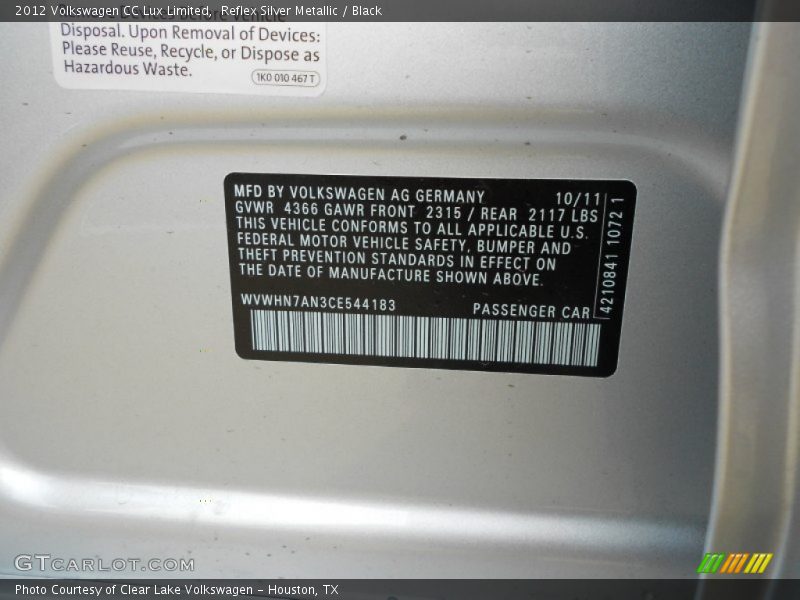 2012 Volkswagen CC Lux Limited, Reflex Silver Metallic / Black
Devices Before Vehicle
Disposal. Upon Removal of Devices:
Please Reuse, Recycle, or Dispose as
Hazardous Waste.
1K0 010 467 T
MFD BY VOLKSWAGEN AG GERMANY 10/11
GVWR 4366 GAWR FRONT 2315 / REAR 2117 LBS
THIS VEHICLE CONFORMS TO ALL APPLICABLE U.S.
FEDERAL MOTOR VEHICLE SAFETY, BUMPER AND
THEFT PREVENTION STANDARDS IN EFFECT ON
THE DATE OF MANUFACTURE SHOWN ABOVE.
WVWHN7AN3CE544183 PASSENGER CAR
4210841 1072 1
GTCARLOT.COM
Photo Courtesy of Clear Lake Volkswagen - Houston, TX